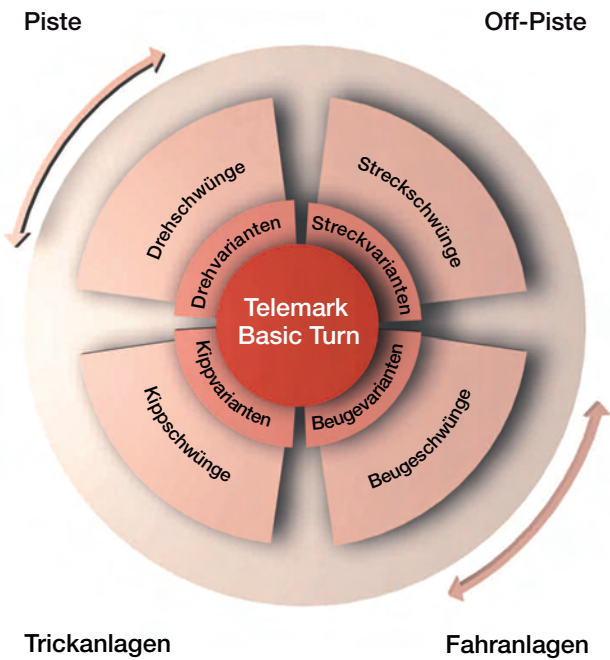 Piste
Off-Piste
Drehschwünge
Streckschwünge
Drehvarianten
Streckvarianten
Telemark
Basic Turn
Kippvarianten
Beugevarianten
Kippschwünge
Beugeschwünge
Trickanlagen
Fahranlagen